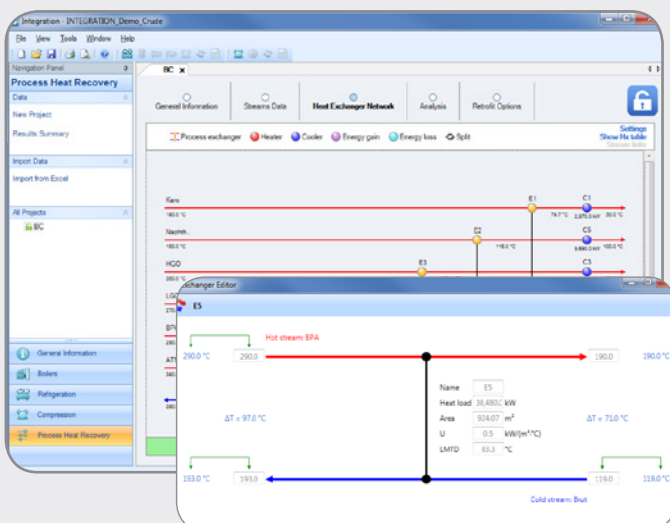 Integration - INTEGRATION_Demo_Crude
File View Tools Window Help
Navigation Panel
BC x
Process Heat Recovery
Data
New Project
Results Summary
Import Data
Import from Excel
All Projects
BC
General Information
Boilers
Refrigeration
Compression
Process Heat Recovery
General Information Streams Data Heat Exchanger Network Analysis Retrofit Options
Process exchanger Heater Cooler Energy gain Energy loss Split
Settings
Show Hx table
Stream links
Kero E1 C1
Naphth. E2 C5
HGO E3 C3
Exchanger Editor
E5
Hot stream: BPA
290.0 °C 290.0 190.0 190.0 °C
Name E5
Heat load 38,480.0 kW
ΔT = 97.0 °C Area 924.07 m² ΔT = 71.0 °C
U 0.5 kW/(m²·°C)
LMTD 83.3 °C
193.0 °C 193.0 119.0 119.0 °C
Cold stream: Brut